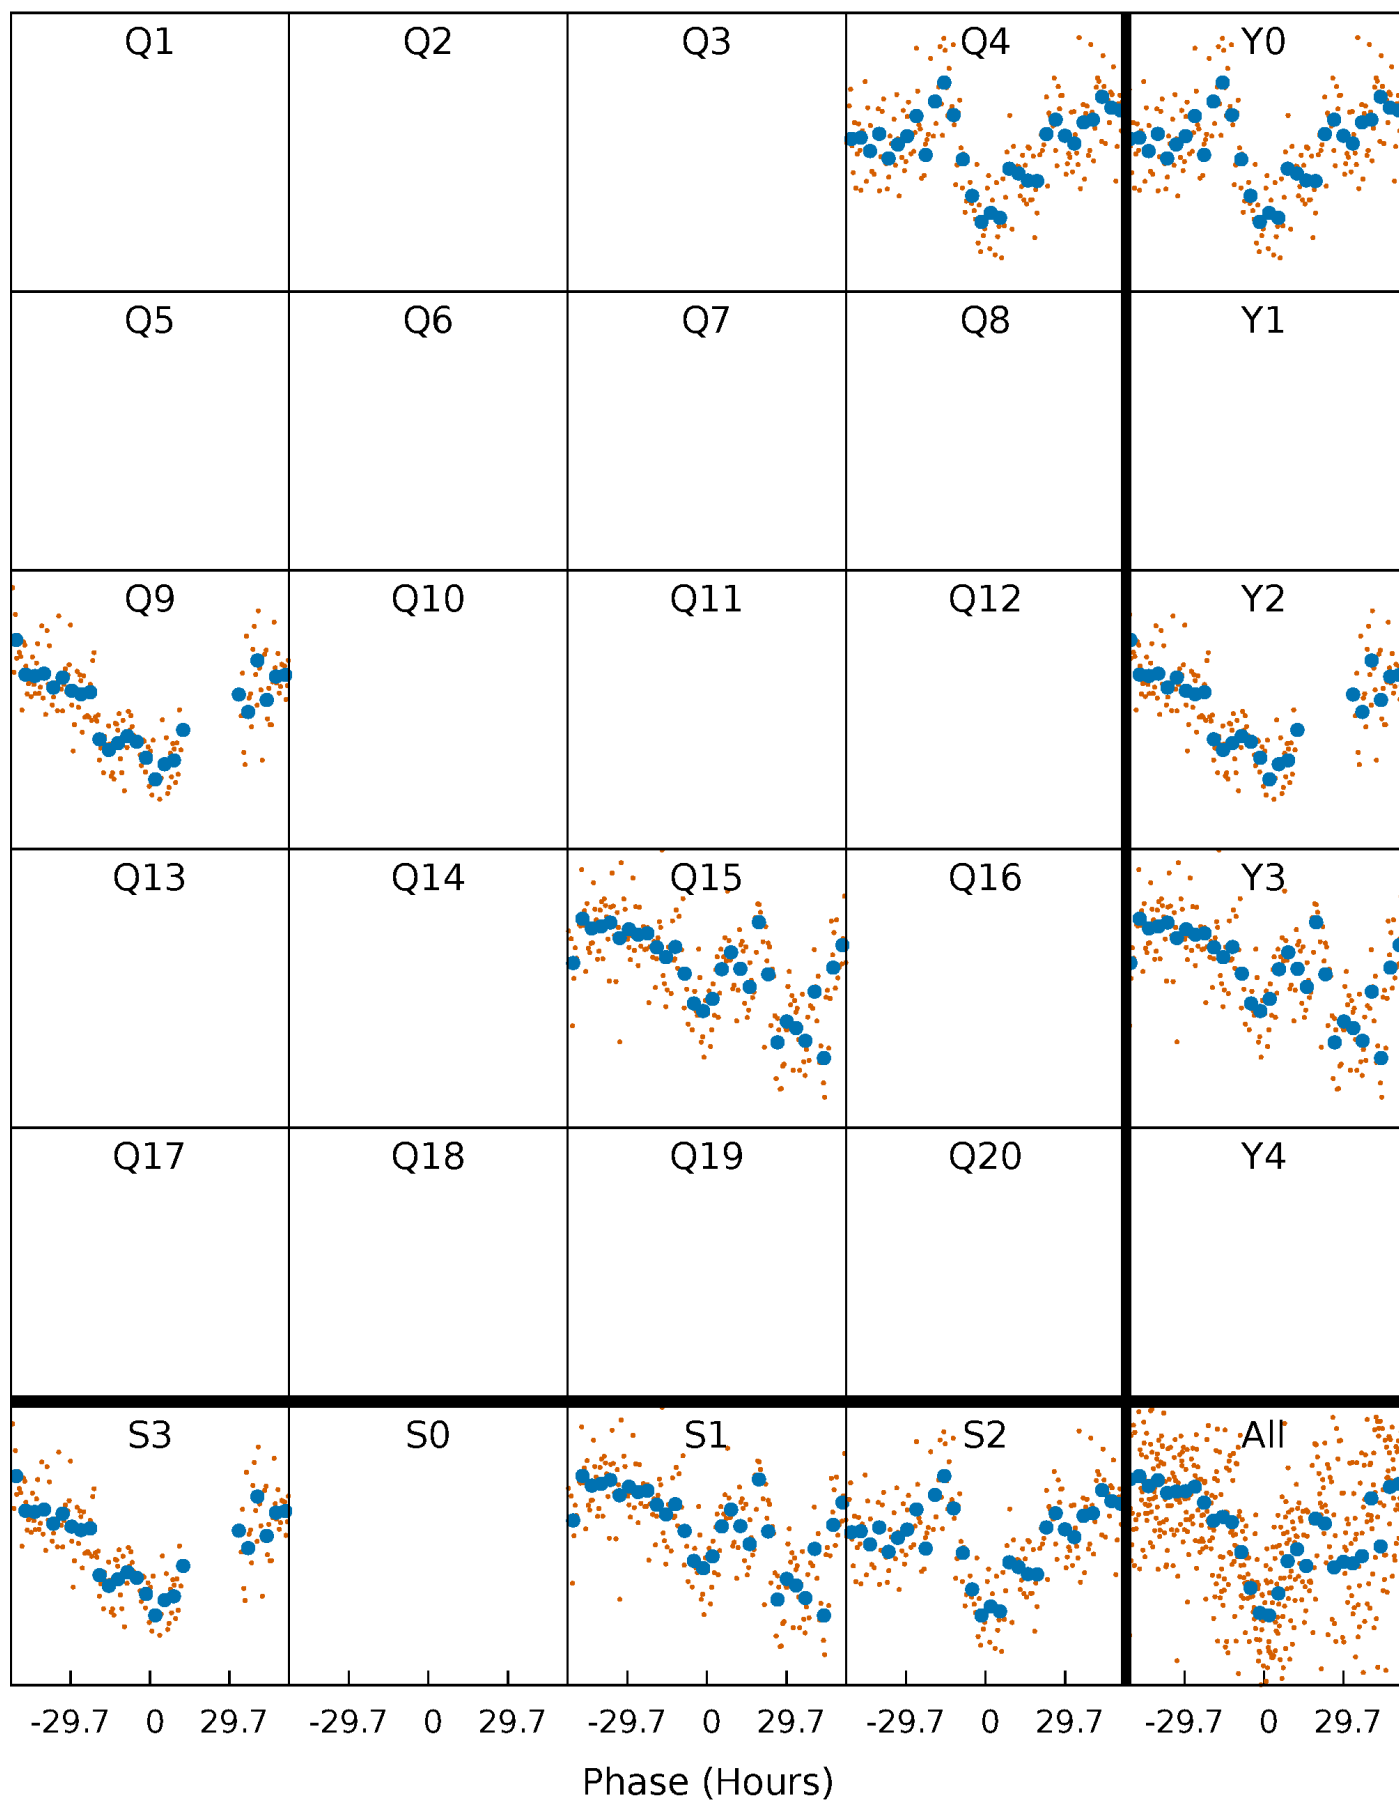 Q1 Q2 Q3 Q4 Y0
Q5 Q6 Q7 Q8 Y1
Q9 Q10 Q11 Q12 Y2
Q13 Q14 Q15 Q16 Y3
Q17 Q18 Q19 Q20 Y4
S3 S0 S1 S2 All
-29.7 0 29.7 -29.7 0 29.7 -29.7 0 29.7 -29.7 0 29.7 -29.7 0 29.7
Phase (Hours)